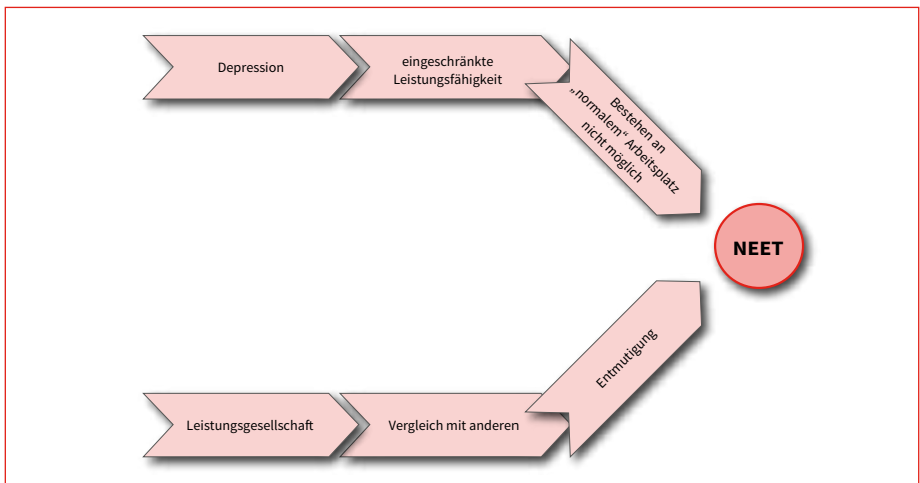 Depression
eingeschränkte
Leistungsfähigkeit
Bestehen an
„normalem“ Arbeitsplatz
nicht möglich
NEET
Entmutigung
Leistungsgesellschaft
Vergleich mit anderen